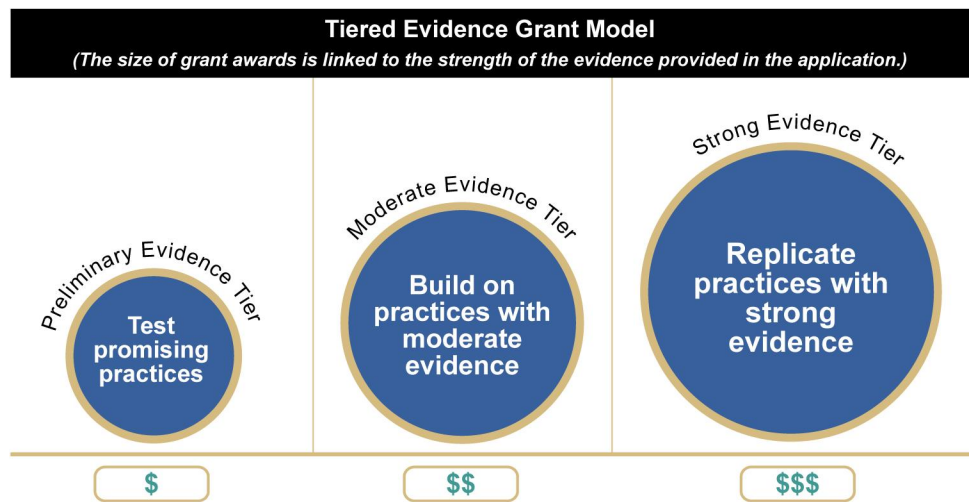 Tiered Evidence Grant Model
(The size of grant awards is linked to the strength of the evidence provided in the application.)
Preliminary Evidence Tier
Test
promising
practices
$
Moderate Evidence Tier
Build on
practices with
moderate
evidence
$$
Strong Evidence Tier
Replicate
practices with
strong
evidence
$$$